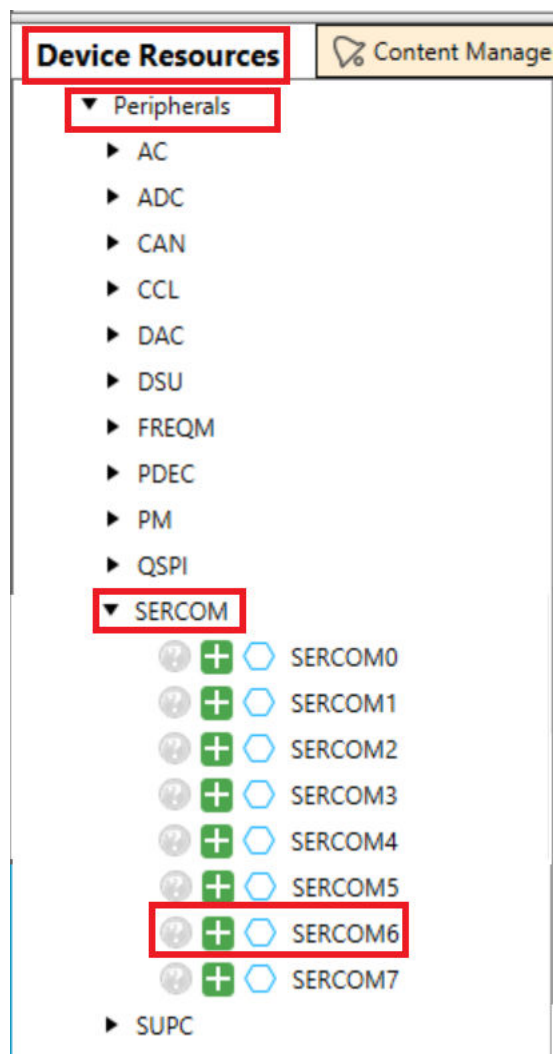 Device Resources
Content Manage
Peripherals
AC
ADC
CAN
CCL
DAC
DSU
FREQM
PDEC
PM
QSPI
SERCOM
SERCOM0
SERCOM1
SERCOM2
SERCOM3
SERCOM4
SERCOM5
SERCOM6
SERCOM7
SUPC